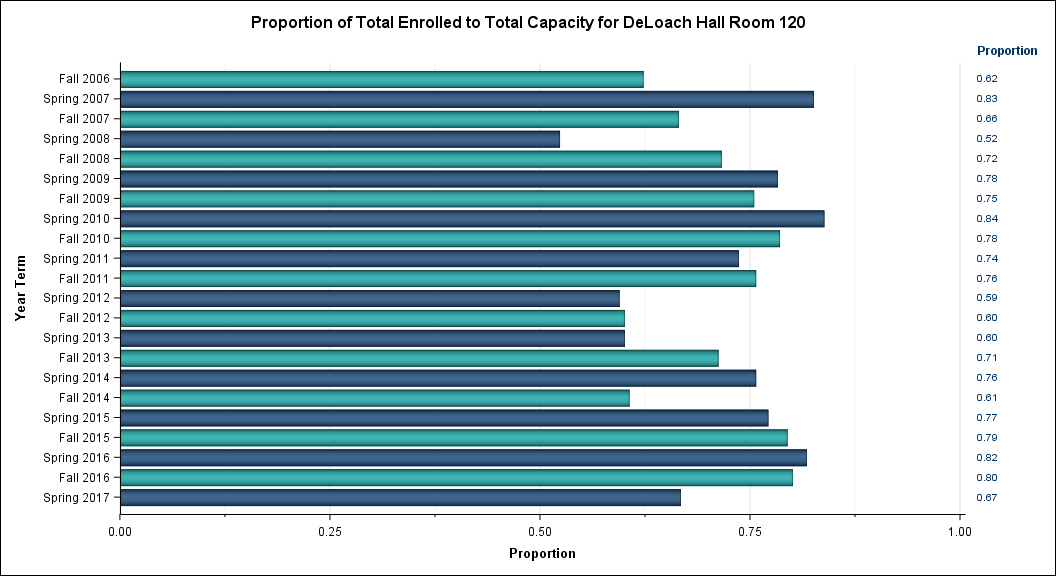 Proportion of Total Enrolled to Total Capacity for DeLoach Hall Room 120
Proportion
Fall 2006 0.62
Spring 2007 0.83
Fall 2007 0.66
Spring 2008 0.52
Fall 2008 0.72
Spring 2009 0.78
Fall 2009 0.75
Spring 2010 0.84
Fall 2010 0.78
Spring 2011 0.74
Fall 2011 0.76
Spring 2012 0.59
Fall 2012 0.60
Spring 2013 0.60
Fall 2013 0.71
Spring 2014 0.76
Fall 2014 0.61
Spring 2015 0.77
Fall 2015 0.79
Spring 2016 0.82
Fall 2016 0.80
Spring 2017 0.67
Year Term
0.00 0.25 0.50 0.75 1.00
Proportion